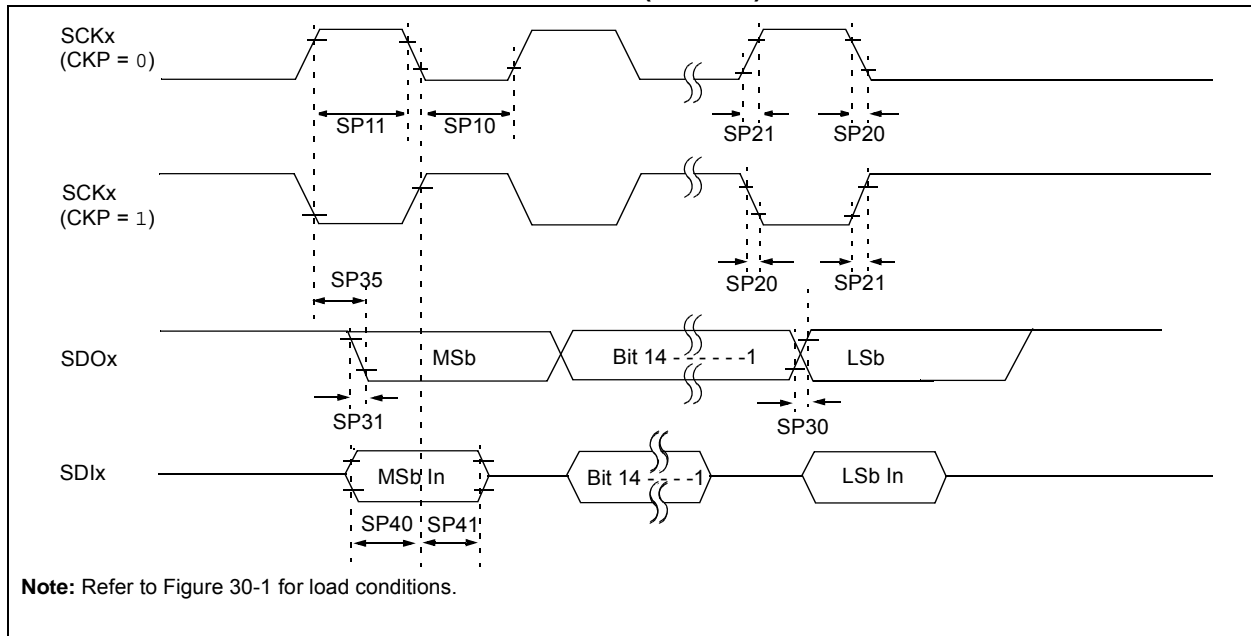 SCKx
(CKP = 0)
SP11
SP10
SP21
SP20
SCKx
(CKP = 1)
SP35
SP20
SP21
SDOx
MSb
Bit 14 - - - - - -1
LSb
SP31
SP30
SDIx
MSb In
Bit 14 - - - - -1
LSb In
SP40
SP41
Note: Refer to Figure 30-1 for load conditions.